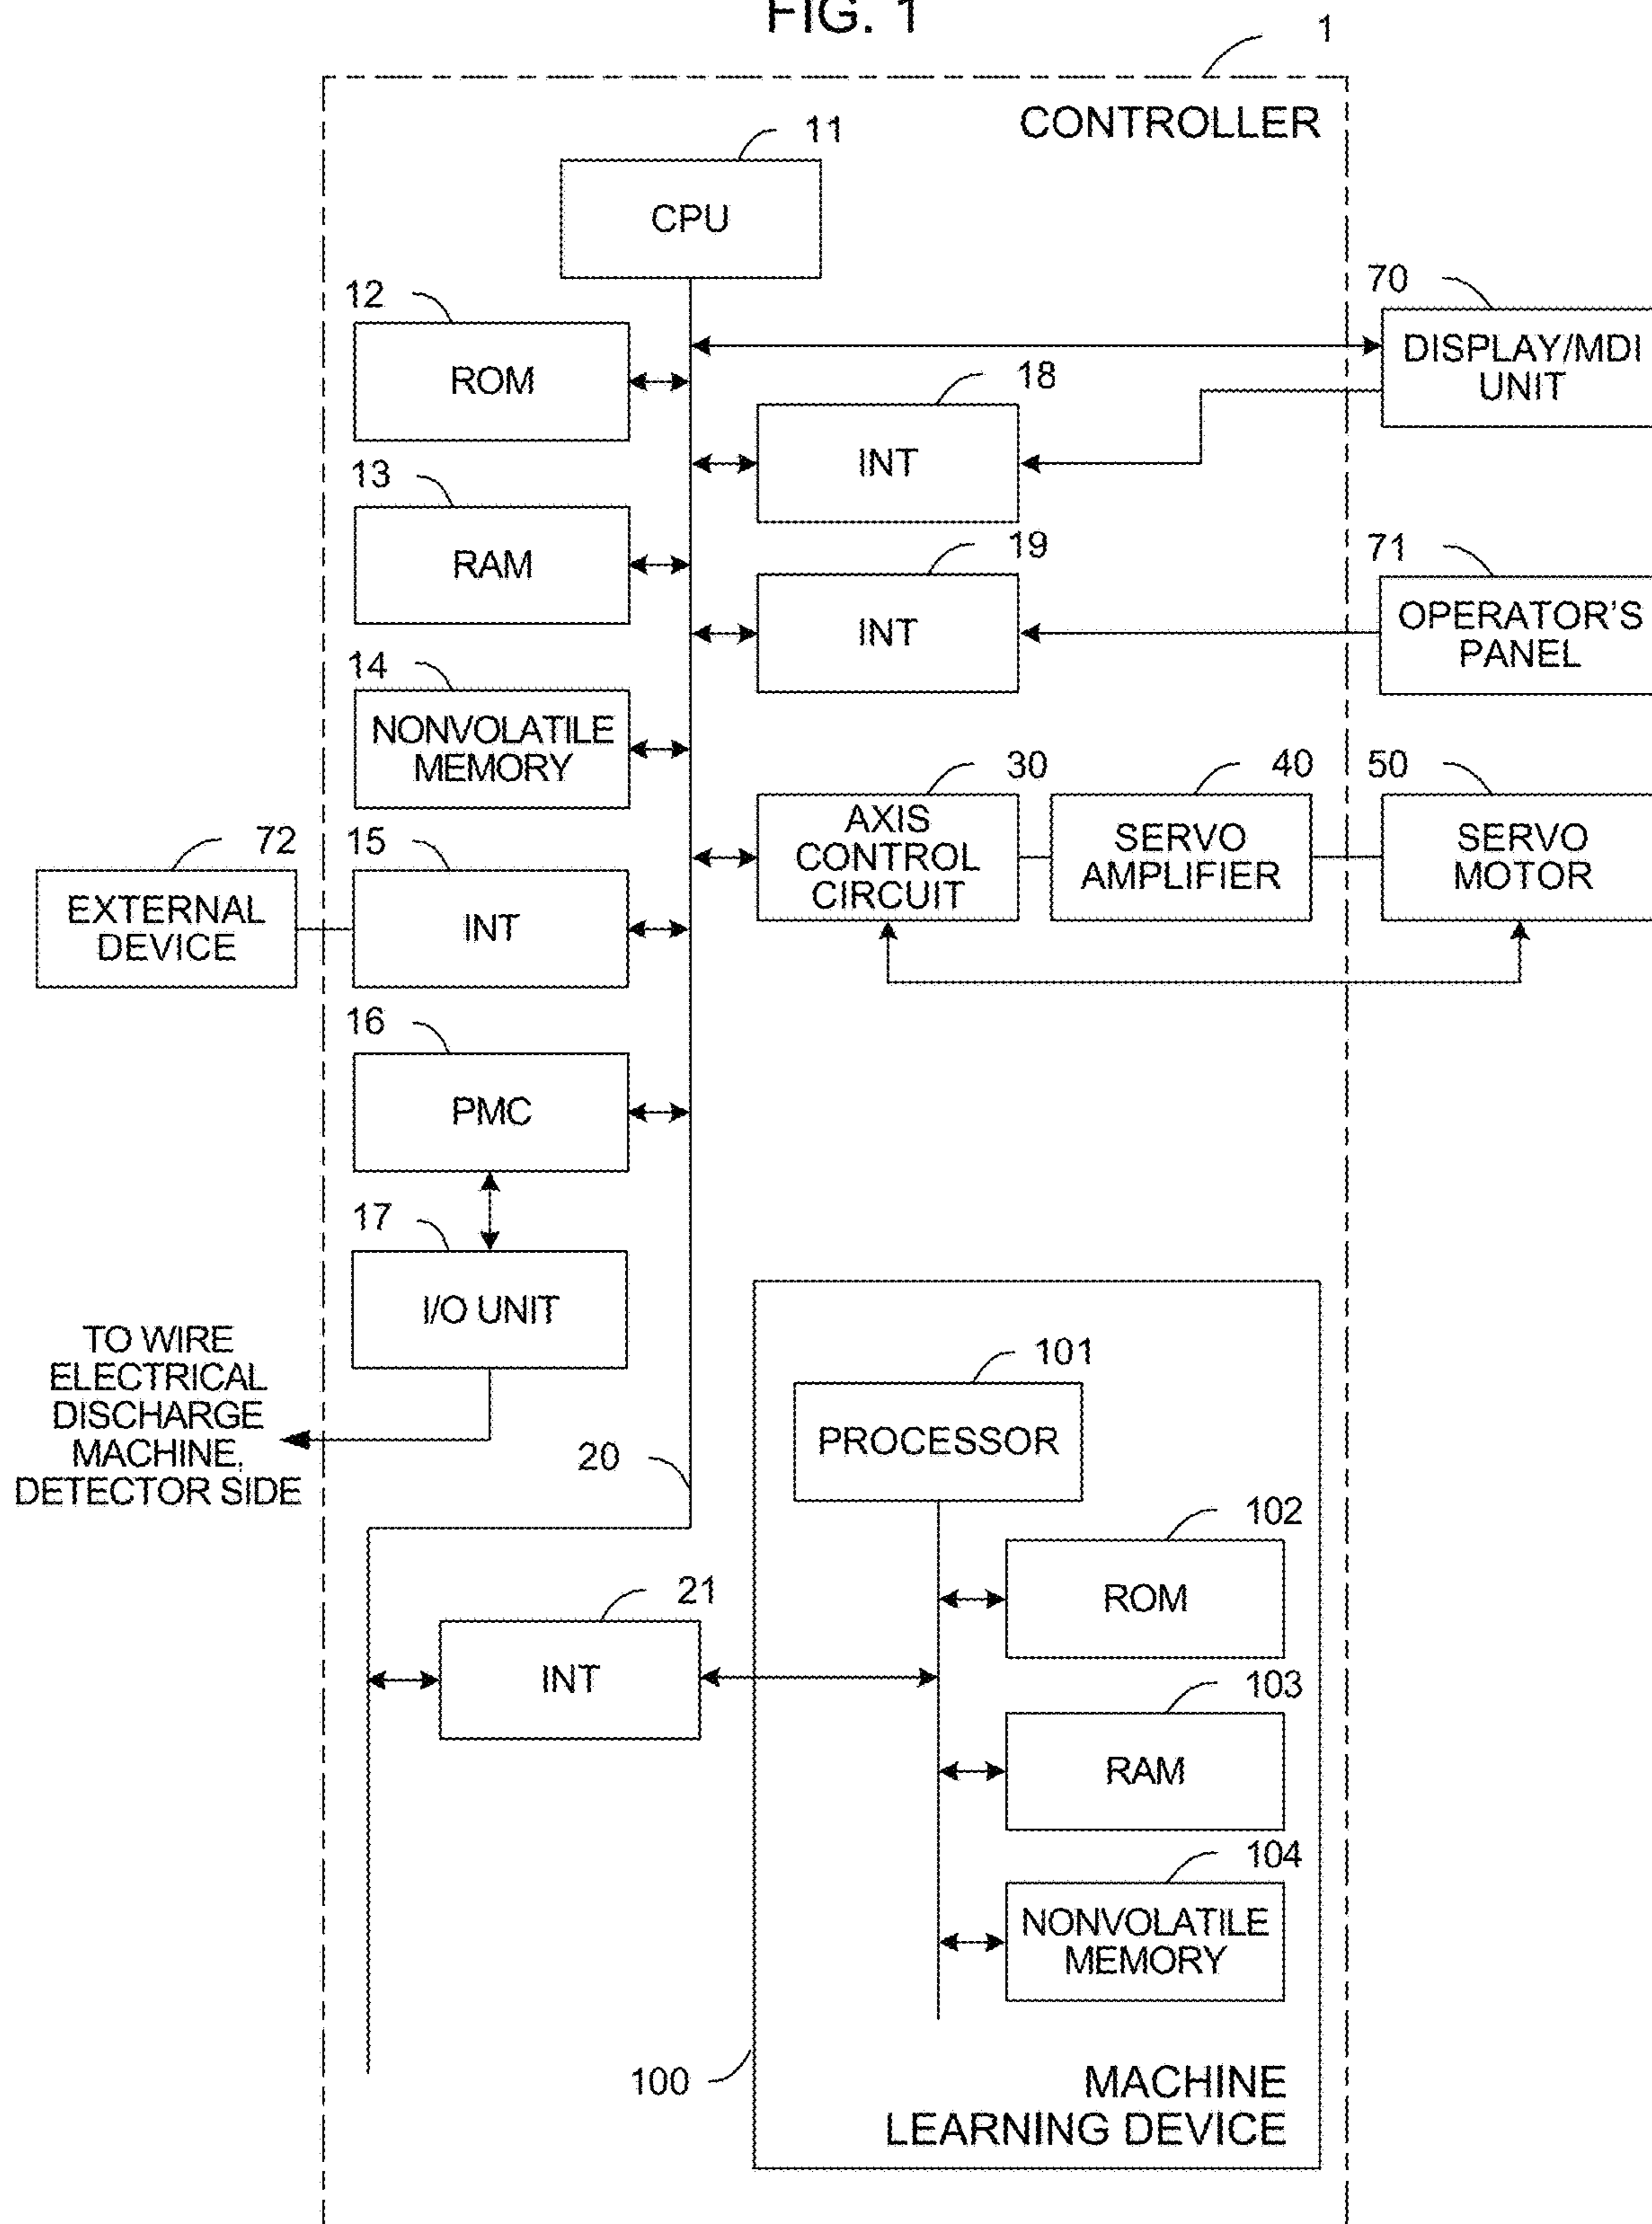 FIG. 1
1
CONTROLLER
11
CPU
12
ROM
70
DISPLAY/MDI
UNIT
18
INT
13
RAM
19
INT
71
OPERATOR'S
PANEL
14
NONVOLATILE
MEMORY
30
AXIS
CONTROL
CIRCUIT
40
SERVO
AMPLIFIER
50
SERVO
MOTOR
72
EXTERNAL
DEVICE
15
INT
16
PMC
17
I/O UNIT
TO WIRE
ELECTRICAL
DISCHARGE
MACHINE,
DETECTOR SIDE
20
101
PROCESSOR
102
ROM
21
INT
103
RAM
104
NONVOLATILE
MEMORY
100
MACHINE
LEARNING DEVICE